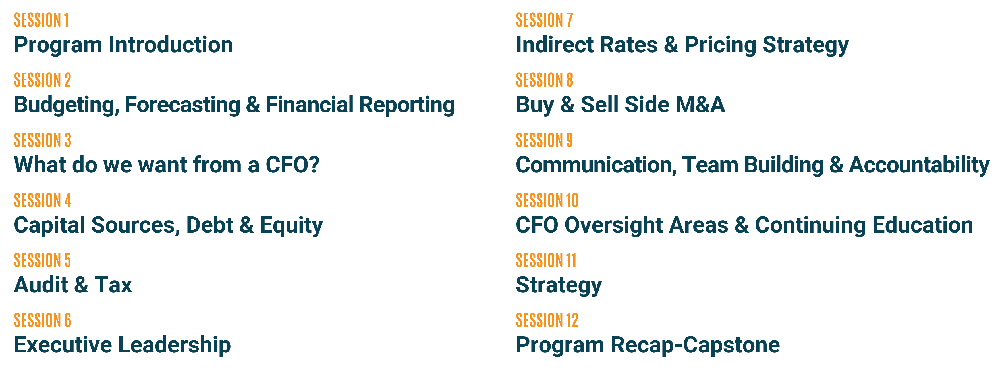 SESSION 1
Program Introduction
SESSION 2
Budgeting, Forecasting & Financial Reporting
SESSION 3
What do we want from a CFO?
SESSION 4
Capital Sources, Debt & Equity
SESSION 5
Audit & Tax
SESSION 6
Executive Leadership
SESSION 7
Indirect Rates & Pricing Strategy
SESSION 8
Buy & Sell Side M&A
SESSION 9
Communication, Team Building & Accountability
SESSION 10
CFO Oversight Areas & Continuing Education
SESSION 11
Strategy
SESSION 12
Program Recap-Capstone